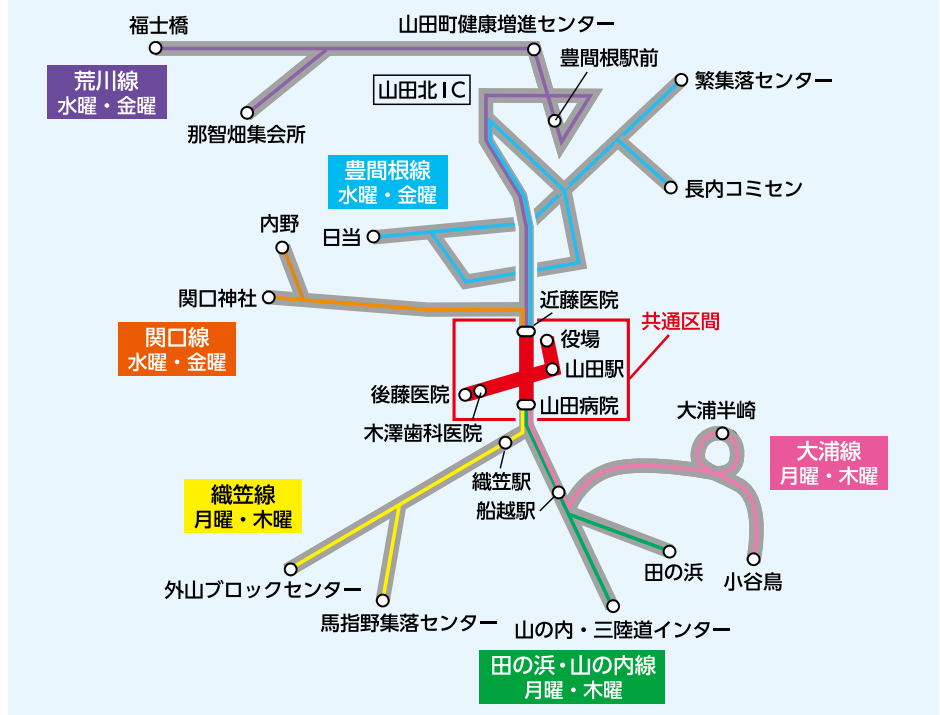 福士橋
山田町健康増進センター
荒川線
水曜・金曜
豊間根駅前
山田北IC
繁集落センター
那智畑集会所
豊間根線
水曜・金曜
長内コミセン
内野
日当
関口神社
近藤医院
共通区間
関口線
水曜・金曜
役場
山田駅
後藤医院
山田病院
木澤歯科医院
大浦半崎
大浦線
月曜・木曜
織笠駅
織笠線
月曜・木曜
船越駅
田の浜
小谷鳥
外山ブロックセンター
馬指野集落センター
山の内・三陸道インター
田の浜・山の内線
月曜・木曜